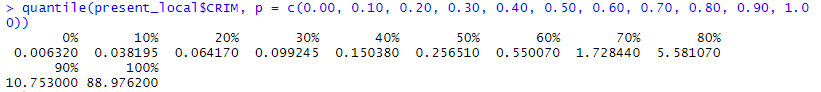 > quantile(present_local$CRIM, p = c(0.00, 0.10, 0.20, 0.30, 0.40, 0.50, 0.60, 0.70, 0.80, 0.90, 1.0
0))
0% 10% 20% 30% 40% 50% 60% 70% 80%
0.006320 0.038195 0.064170 0.099245 0.150380 0.256510 0.550070 1.728440 5.581070
90% 100%
10.753000 88.976200